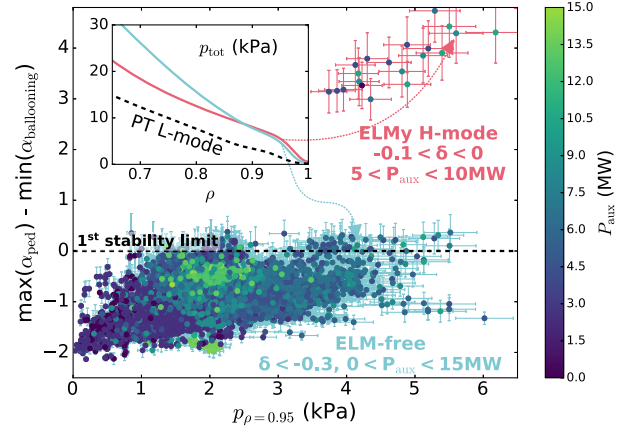 p_tot (kPa)
30
20
10
0
PT L-mode
0.7 0.8 0.9 1
ρ
ELMy H-mode
-0.1 < δ < 0
5 < P_aux < 10MW
1st stability limit
ELM-free
δ < -0.3, 0 < P_aux < 15MW
max(α_ped) - min(α_ballooning)
4
3
2
1
0
−1
−2
0 1 2 3 4 5 6
p_ρ=0.95 (kPa)
15.0
13.5
12.0
10.5
9.0
7.5
6.0
4.5
3.0
1.5
0.0
P_aux (MW)